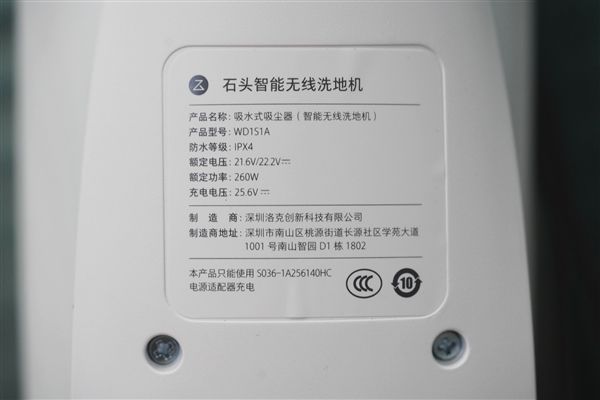 石头智能无线洗地机
产品名称：吸水式吸尘器（智能无线洗地机）
产品型号：WD1S1A
防水等级：IPX4
额定电压：21.6V/22.2V⎓
额定功率：260W
充电电压：25.6V⎓
制造商：深圳洛克创新科技有限公司
制造商地址：深圳市南山区桃源街道长源社区学苑大道
1001号南山智园 D1 栋 1802
本产品只能使用 S036-1A256140HC
电源适配器充电
CCC
10